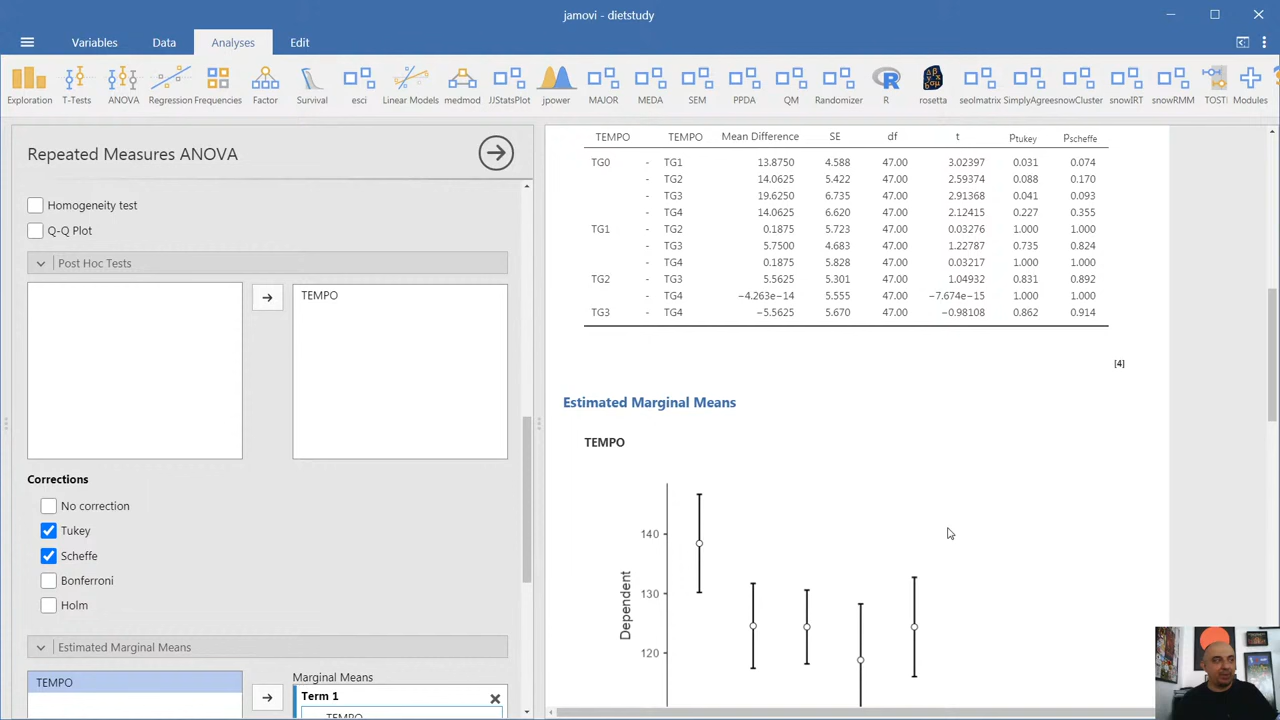 jamovi - dietstudy
Variables Data Analyses Edit
Exploration T-Tests ANOVA Regression Frequencies Factor Survival esci Linear Models medmod JJStatsPlot jpower MAJOR MEDA SEM PPDA QM Randomizer R rosetta seolmatrix SimplyAgree snowCluster snowIRT snowRMM TOSTER Modules
Repeated Measures ANOVA
Homogeneity test
Q-Q Plot
Post Hoc Tests
TEMPO
Corrections
No correction
Tukey
Scheffe
Bonferroni
Holm
Estimated Marginal Means
TEMPO
Marginal Means
Term 1
TEMPO
TEMPO TEMPO Mean Difference SE df t ptukey pscheffe
TG0 - TG1 13.8750 4.588 47.00 3.02397 0.031 0.074
- TG2 14.0625 5.422 47.00 2.59374 0.088 0.170
- TG3 19.6250 6.735 47.00 2.91368 0.041 0.093
- TG4 14.0625 6.620 47.00 2.12415 0.227 0.355
TG1 - TG2 0.1875 5.723 47.00 0.03276 1.000 1.000
- TG3 5.7500 4.683 47.00 1.22787 0.735 0.824
- TG4 0.1875 5.828 47.00 0.03217 1.000 1.000
TG2 - TG3 5.5625 5.301 47.00 1.04932 0.831 0.892
- TG4 −4.263e−14 5.555 47.00 −7.674e−15 1.000 1.000
TG3 - TG4 −5.5625 5.670 47.00 −0.98108 0.862 0.914
[4]
Estimated Marginal Means
TEMPO
140
130
120
Dependent